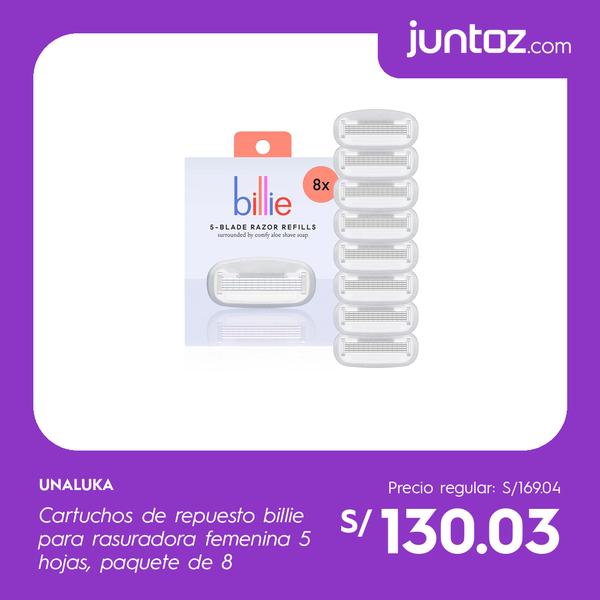 juntoz.com
8x
billie
5-BLADE RAZOR REFILLS
surrounded by comfy aloe shave soap
UNALUKA
Cartuchos de repuesto billie
para rasuradora femenina 5
hojas, paquete de 8
Precio regular: S/169.04
S/130.03